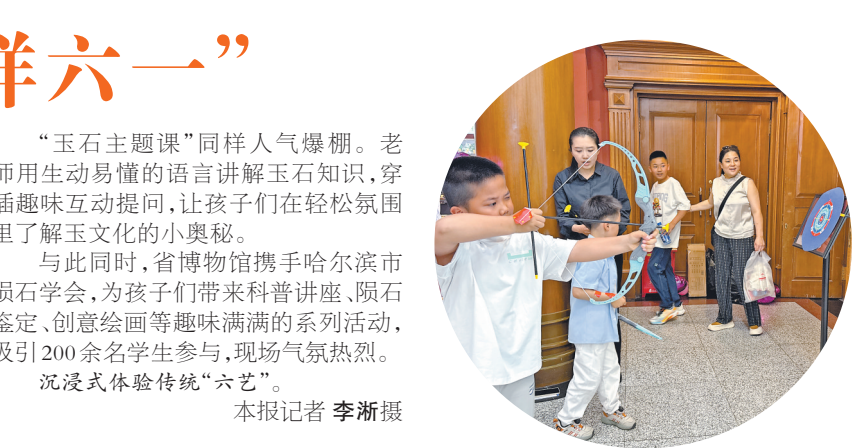 样六一”
“玉石主题课”同样人气爆棚。老
师用生动易懂的语言讲解玉石知识,穿
插趣味互动提问,让孩子们在轻松氛围
里了解玉文化的小奥秘。
与此同时,省博物馆携手哈尔滨市
陨石学会,为孩子们带来科普讲座、陨石
鉴定、创意绘画等趣味满满的系列活动,
吸引200余名学生参与,现场气氛热烈。
沉浸式体验传统“六艺”。
本报记者 李淅摄